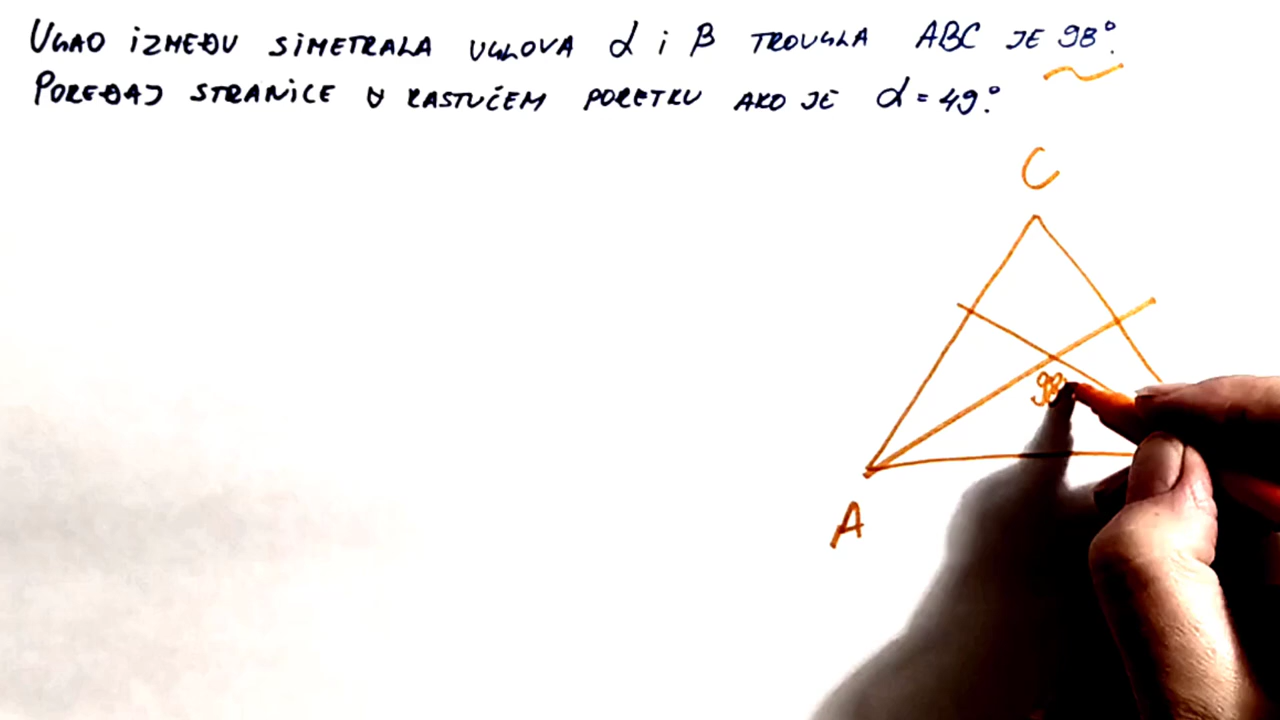 UGAO IZMEĐU SIMETRALA UGLOVA α I β TROUGLA ABC JE 98°.
POREĐAJ STRANICE U RASTUĆEM PORETKU AKO JE α = 49°.
C
98
A